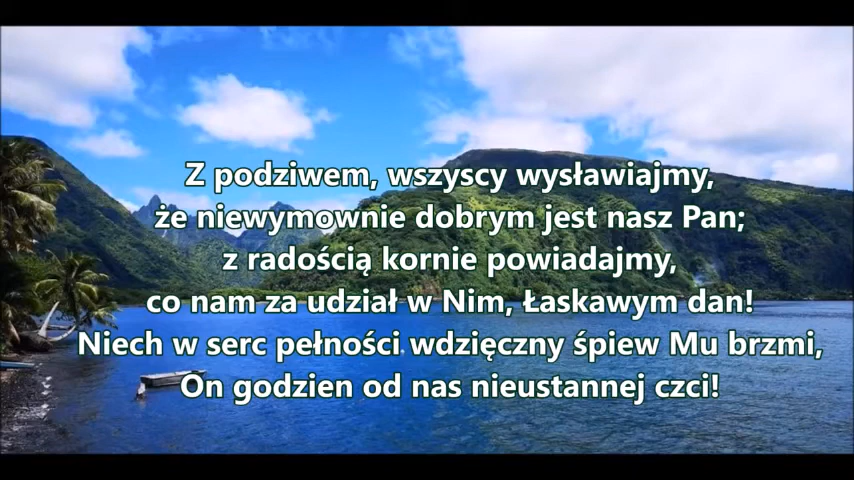 Z podziwem, wszyscy wysławiajmy,
że niewymownie dobrym jest nasz Pan;
z radością kornie powiadajmy,
co nam za udział w Nim, Łaskawym dan!
Niech w serc pełności wdzięczny śpiew Mu brzmi,
On godzien od nas nieustannej czci!